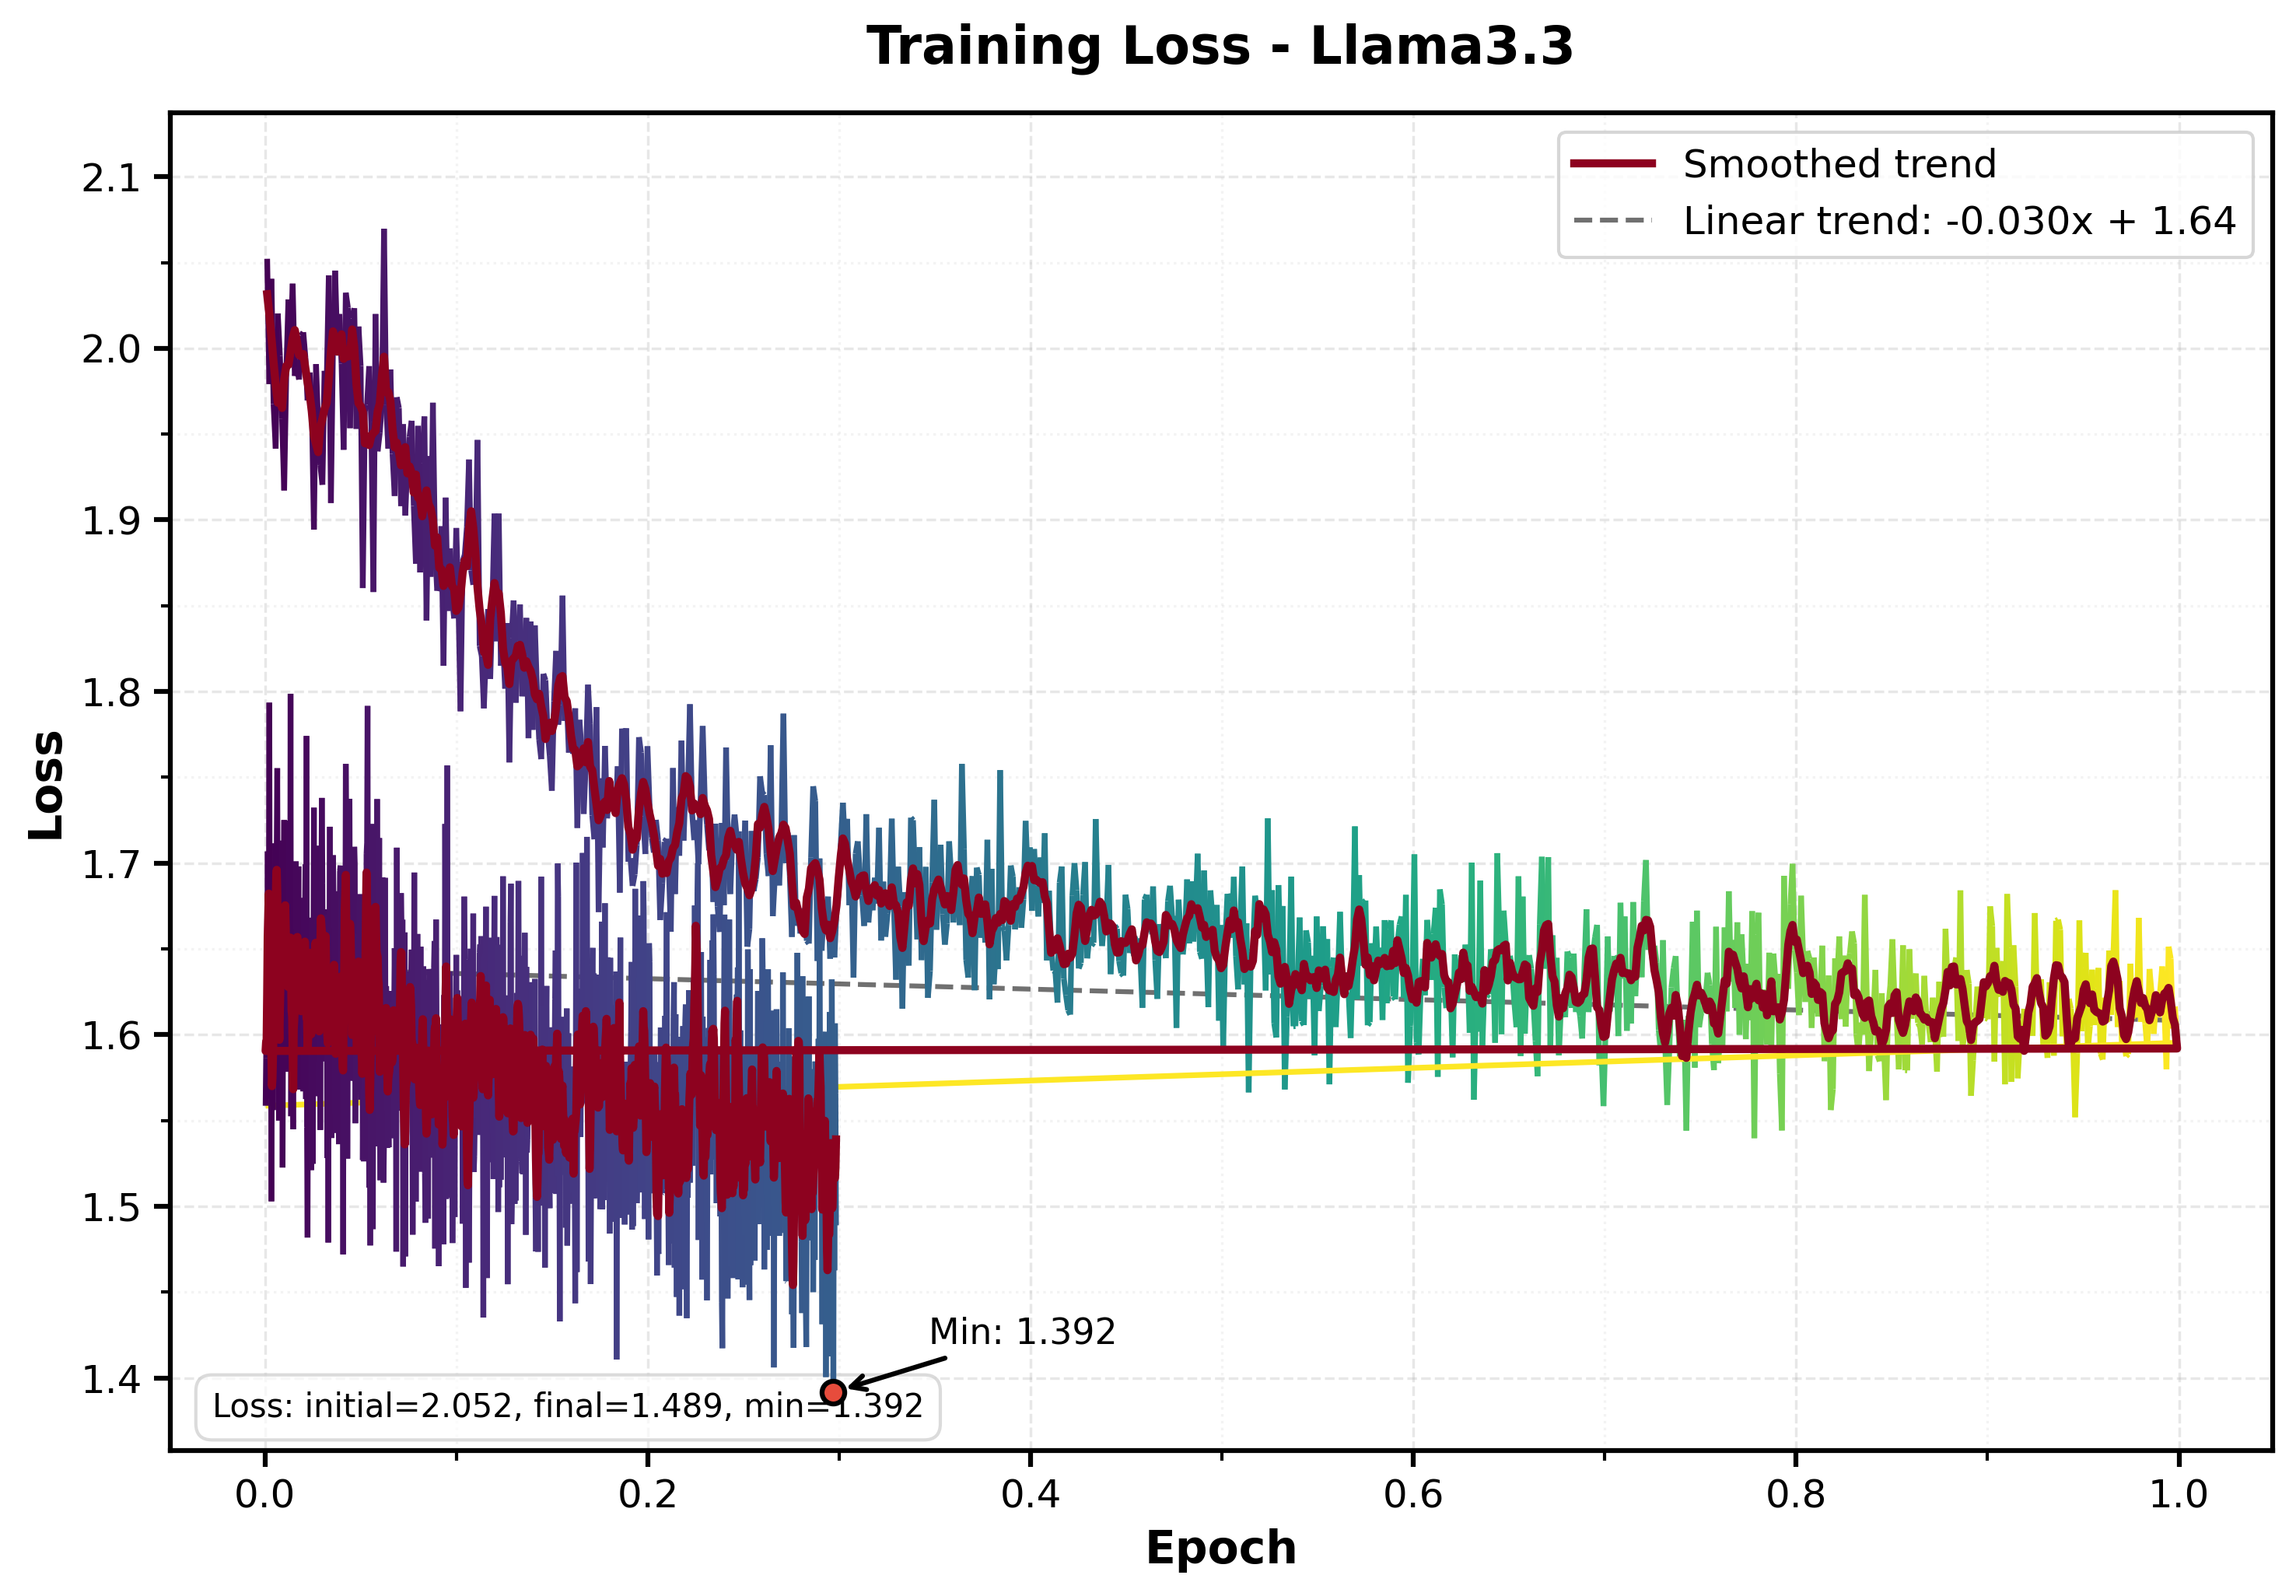 Training Loss - Llama3.3
Smoothed trend
Linear trend: -0.030x + 1.64
Loss
2.1
2.0
1.9
1.8
1.7
1.6
1.5
1.4
Min: 1.392
Loss: initial=2.052, final=1.489, min=1.392
0.0 0.2 0.4 0.6 0.8 1.0
Epoch